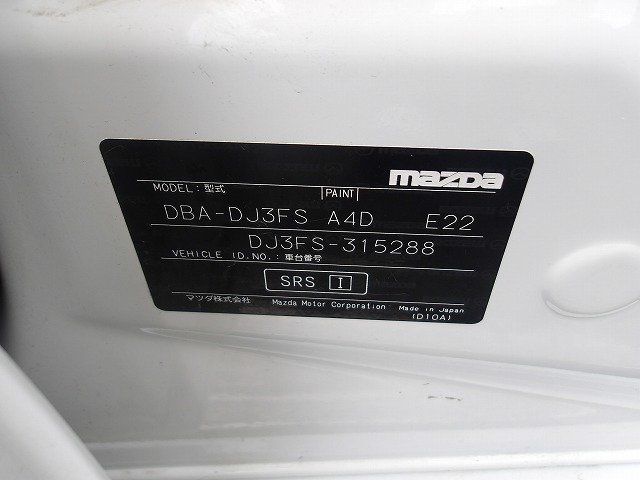 mazda
MODEL: 型式 PAINT
DBA-DJ3FS A4D E22
DJ3FS-315288
VEHICLE I.D.NO.: 車台番号
SRS I
マツダ株式会社 Mazda Motor Corporation Made in Japan
(D10A)